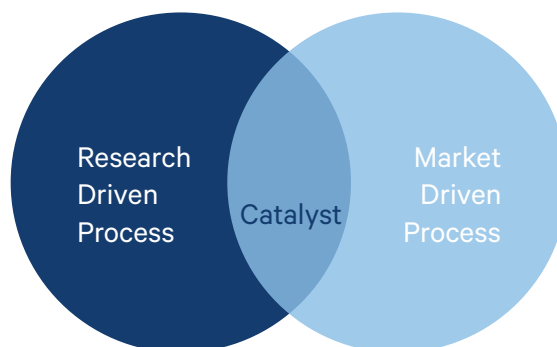 Research
Driven
Process
Catalyst
Market
Driven
Process